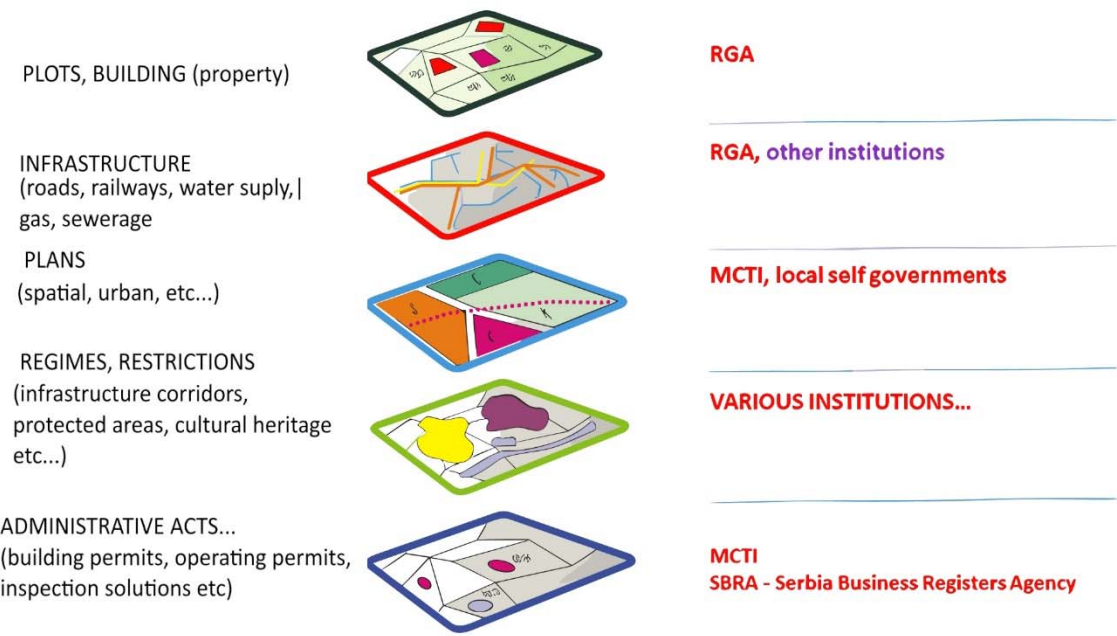 PLOTS, BUILDING (property)
RGA
INFRASTRUCTURE
(roads, railways, water suply,|
gas, sewerage
RGA, other institutions
PLANS
(spatial, urban, etc...)
MCTI, local self governments
REGIMES, RESTRICTIONS
(infrastructure corridors,
protected areas, cultural heritage
etc...)
VARIOUS INSTITUTIONS...
ADMINISTRATIVE ACTS...
(building permits, operating permits,
inspection solutions etc)
MCTI
SBRA - Serbia Business Registers Agency